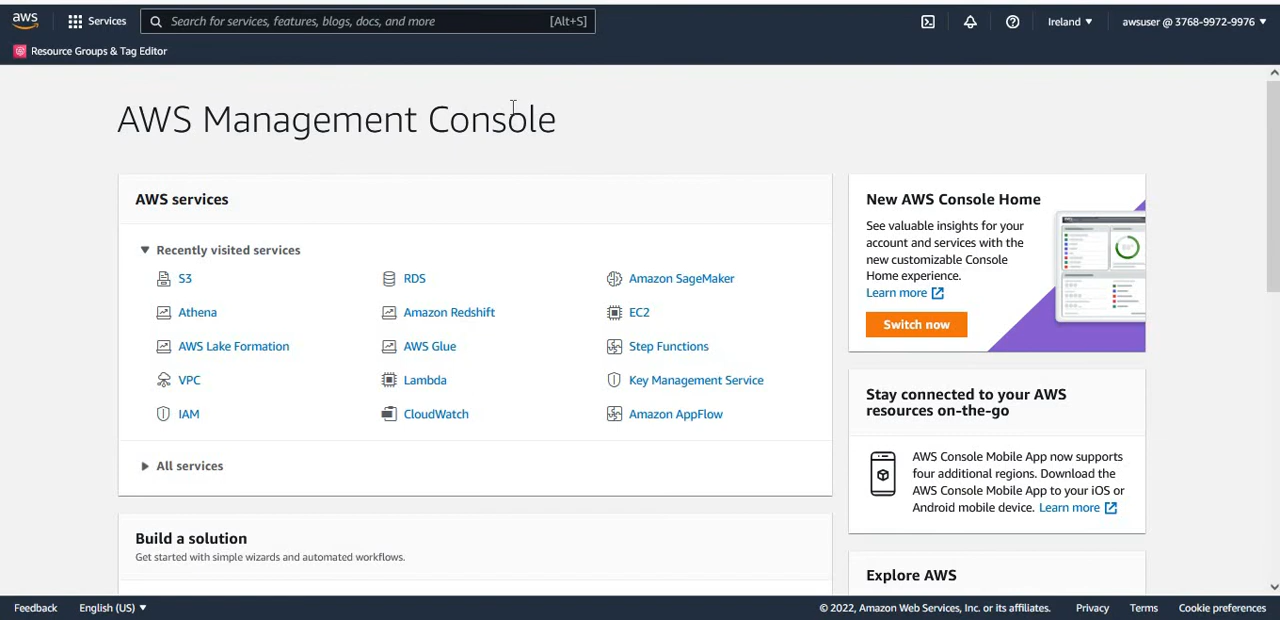 aws
Services
Search for services, features, blogs, docs, and more
[Alt+S]
Ireland ▼
awsuser @ 3768-9972-9976 ▼
Resource Groups & Tag Editor
AWS Management Console
AWS services
▼ Recently visited services
S3
RDS
Amazon SageMaker
Athena
Amazon Redshift
EC2
AWS Lake Formation
AWS Glue
Step Functions
VPC
Lambda
Key Management Service
IAM
CloudWatch
Amazon AppFlow
▶ All services
Build a solution
Get started with simple wizards and automated workflows.
New AWS Console Home
See valuable insights for your
account and services with the
new customizable Console
Home experience.
Learn more
Switch now
Stay connected to your AWS
resources on-the-go
AWS Console Mobile App now supports
four additional regions. Download the
AWS Console Mobile App to your iOS or
Android mobile device. Learn more
Explore AWS
Feedback
English (US) ▼
© 2022, Amazon Web Services, Inc. or its affiliates.
Privacy
Terms
Cookie preferences